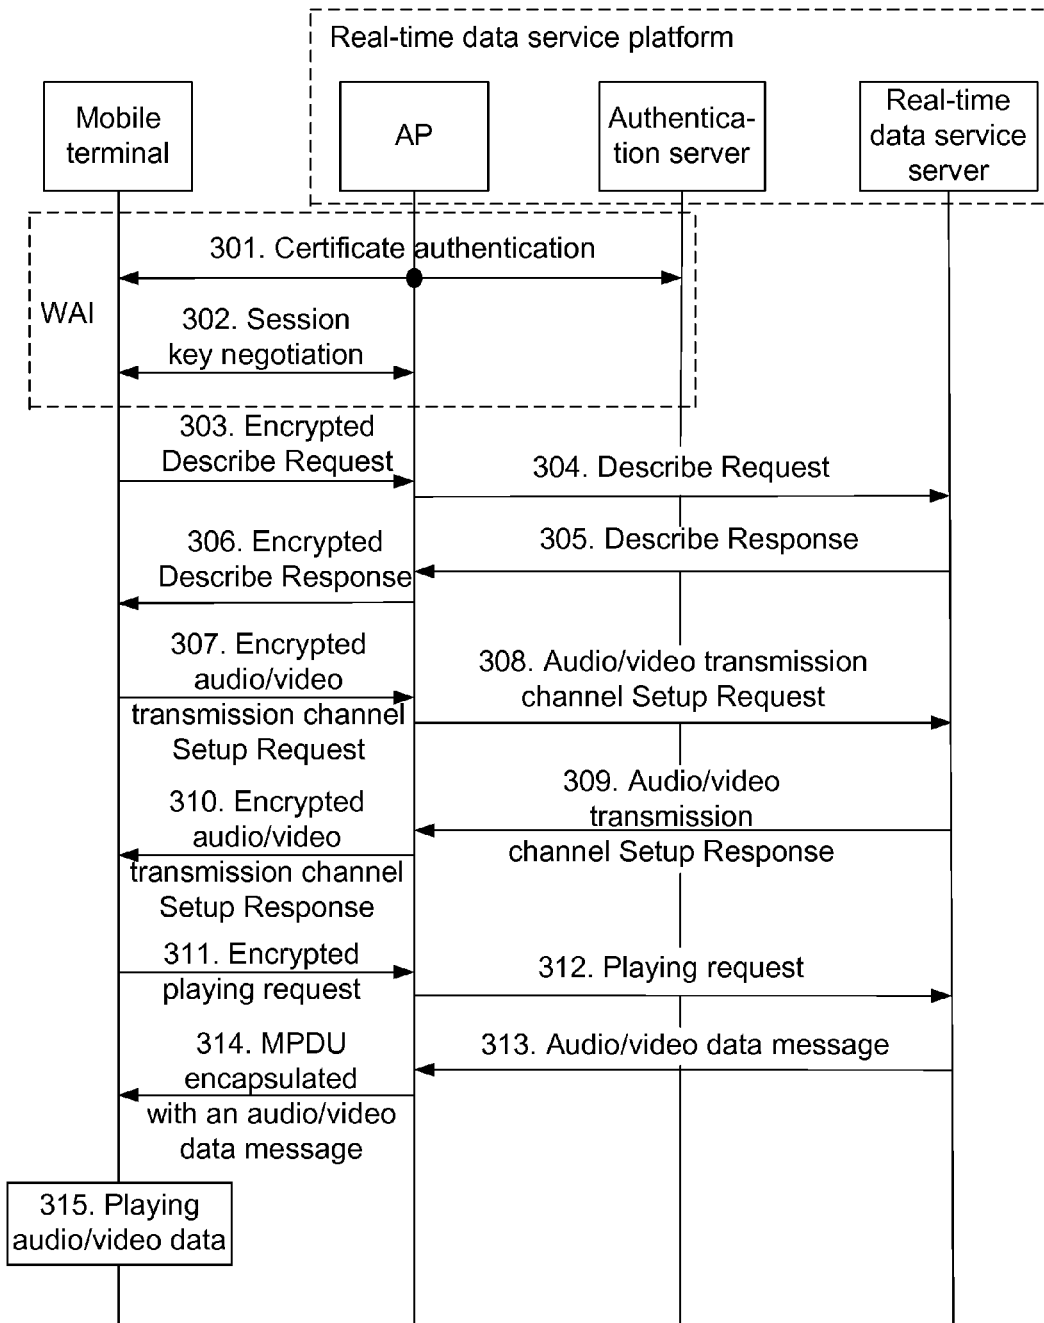 Real-time data service platform
Mobile
terminal
AP
Authentica-
tion server
Real-time
data service
server
301. Certificate authentication
WAI
302. Session
key negotiation
303. Encrypted
Describe Request
304. Describe Request
305. Describe Response
306. Encrypted
Describe Response
307. Encrypted
audio/video
transmission channel
Setup Request
308. Audio/video transmission
channel Setup Request
309. Audio/video
transmission
channel Setup Response
310. Encrypted
audio/video
transmission channel
Setup Response
311. Encrypted
playing request
312. Playing request
313. Audio/video data message
314. MPDU
encapsulated
with an audio/video
data message
315. Playing
audio/video data